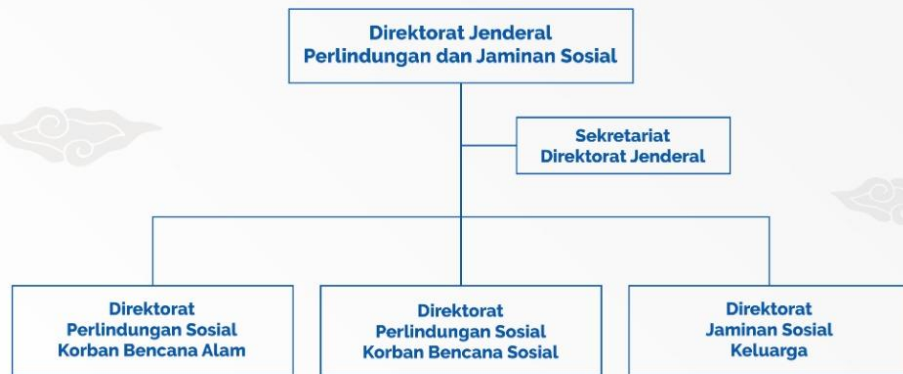 Direktorat Jenderal
Perlindungan dan Jaminan Sosial
Sekretariat
Direktorat Jenderal
Direktorat
Perlindungan Sosial
Korban Bencana Alam
Direktorat
Perlindungan Sosial
Korban Bencana Sosial
Direktorat
Jaminan Sosial
Keluarga